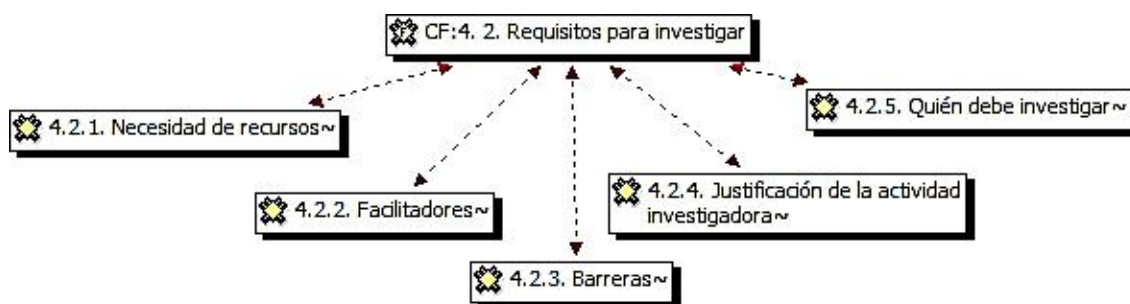 CF:4. 2. Requisitos para investigar
4.2.1. Necesidad de recursos~
4.2.2. Facilitadores~
4.2.3. Barreras~
4.2.4. Justificación de la actividad
investigadora~
4.2.5. Quién debe investigar~